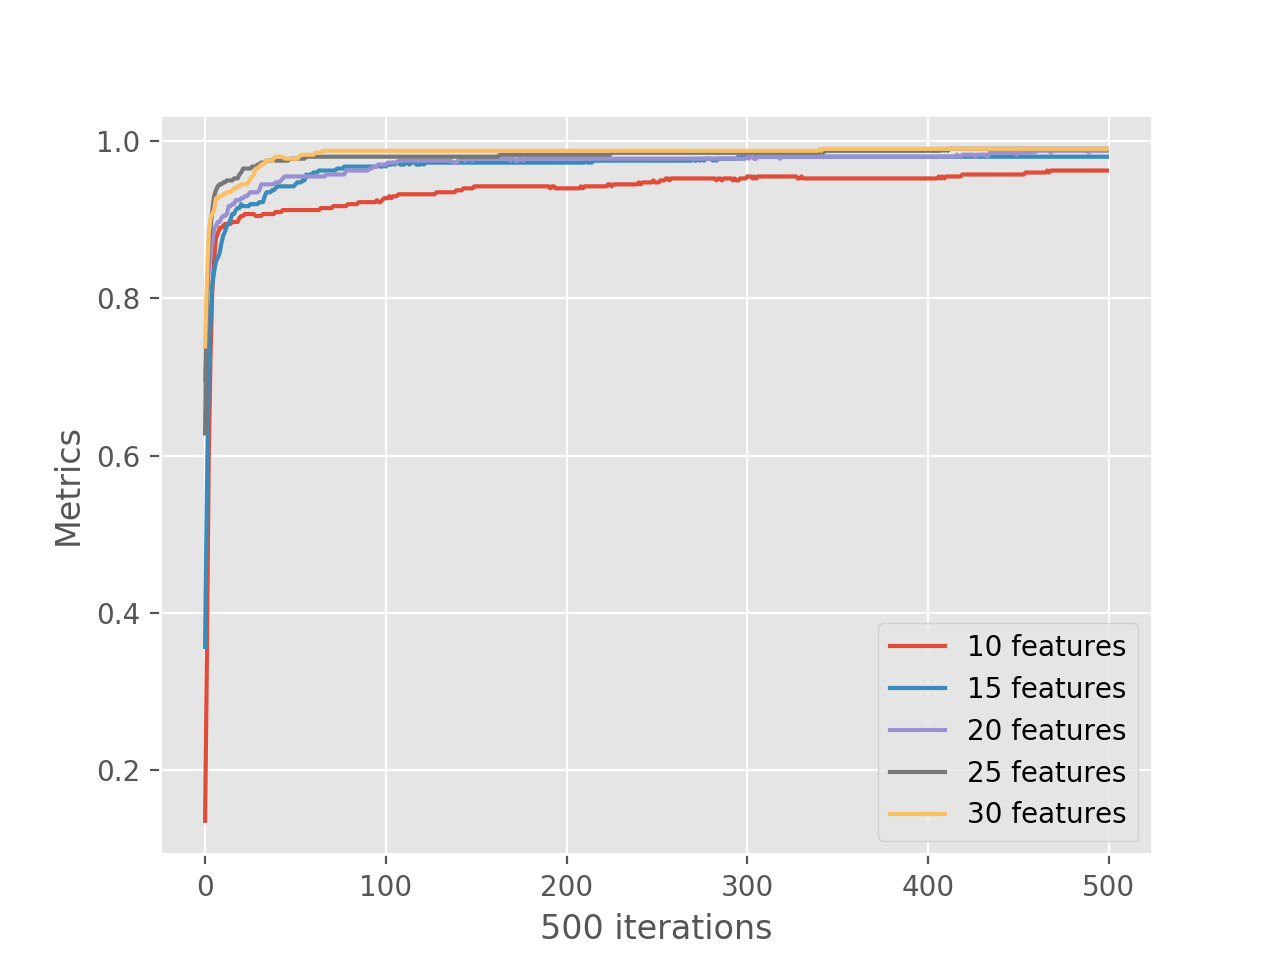 1.0
0.8
0.6
0.4
0.2
Metrics
10 features
15 features
20 features
25 features
30 features
0 100 200 300 400 500
500 iterations